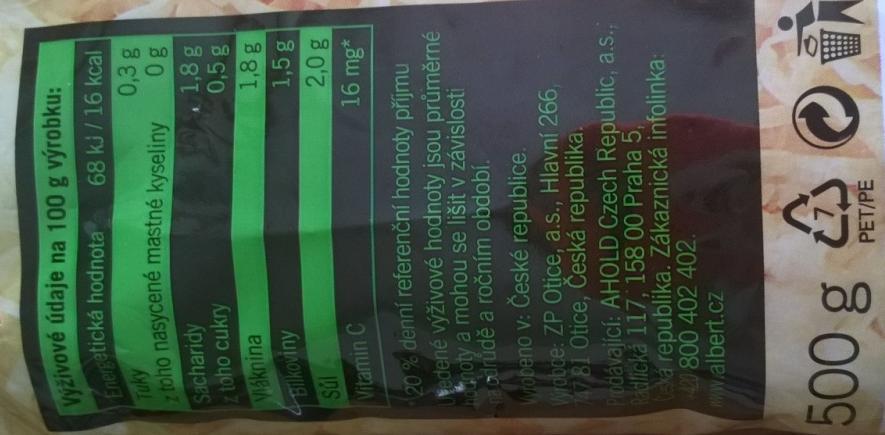 Výživové údaje na 100 g výrobku:
Energetická hodnota 68 kJ / 16 kcal
Tuky 0,3 g
z toho nasycené mastné kyseliny 0 g
Sacharidy 1,8 g
z toho cukry 0,5 g
Vláknina 1,8 g
Bílkoviny 1,5 g
Sůl 2,0 g
Vitamin C 16 mg*
* 20 % denní referenční hodnoty příjmu
Uvedené výživové hodnoty jsou průměrné
hodnoty a mohou se lišit v závislosti
na odrůdě a ročním období.
Vyrobeno v: České republice.
Výrobce: ZP Otice, a.s., Hlavní 266,
747 81 Otice, Česká republika.
Prodávající: AHOLD Czech Republic, a.s.,
Radlická 117, 158 00 Praha 5,
Česká republika. Zákaznická infolinka:
800 402 402.
www.albert.cz
500 g
7
PET/PE